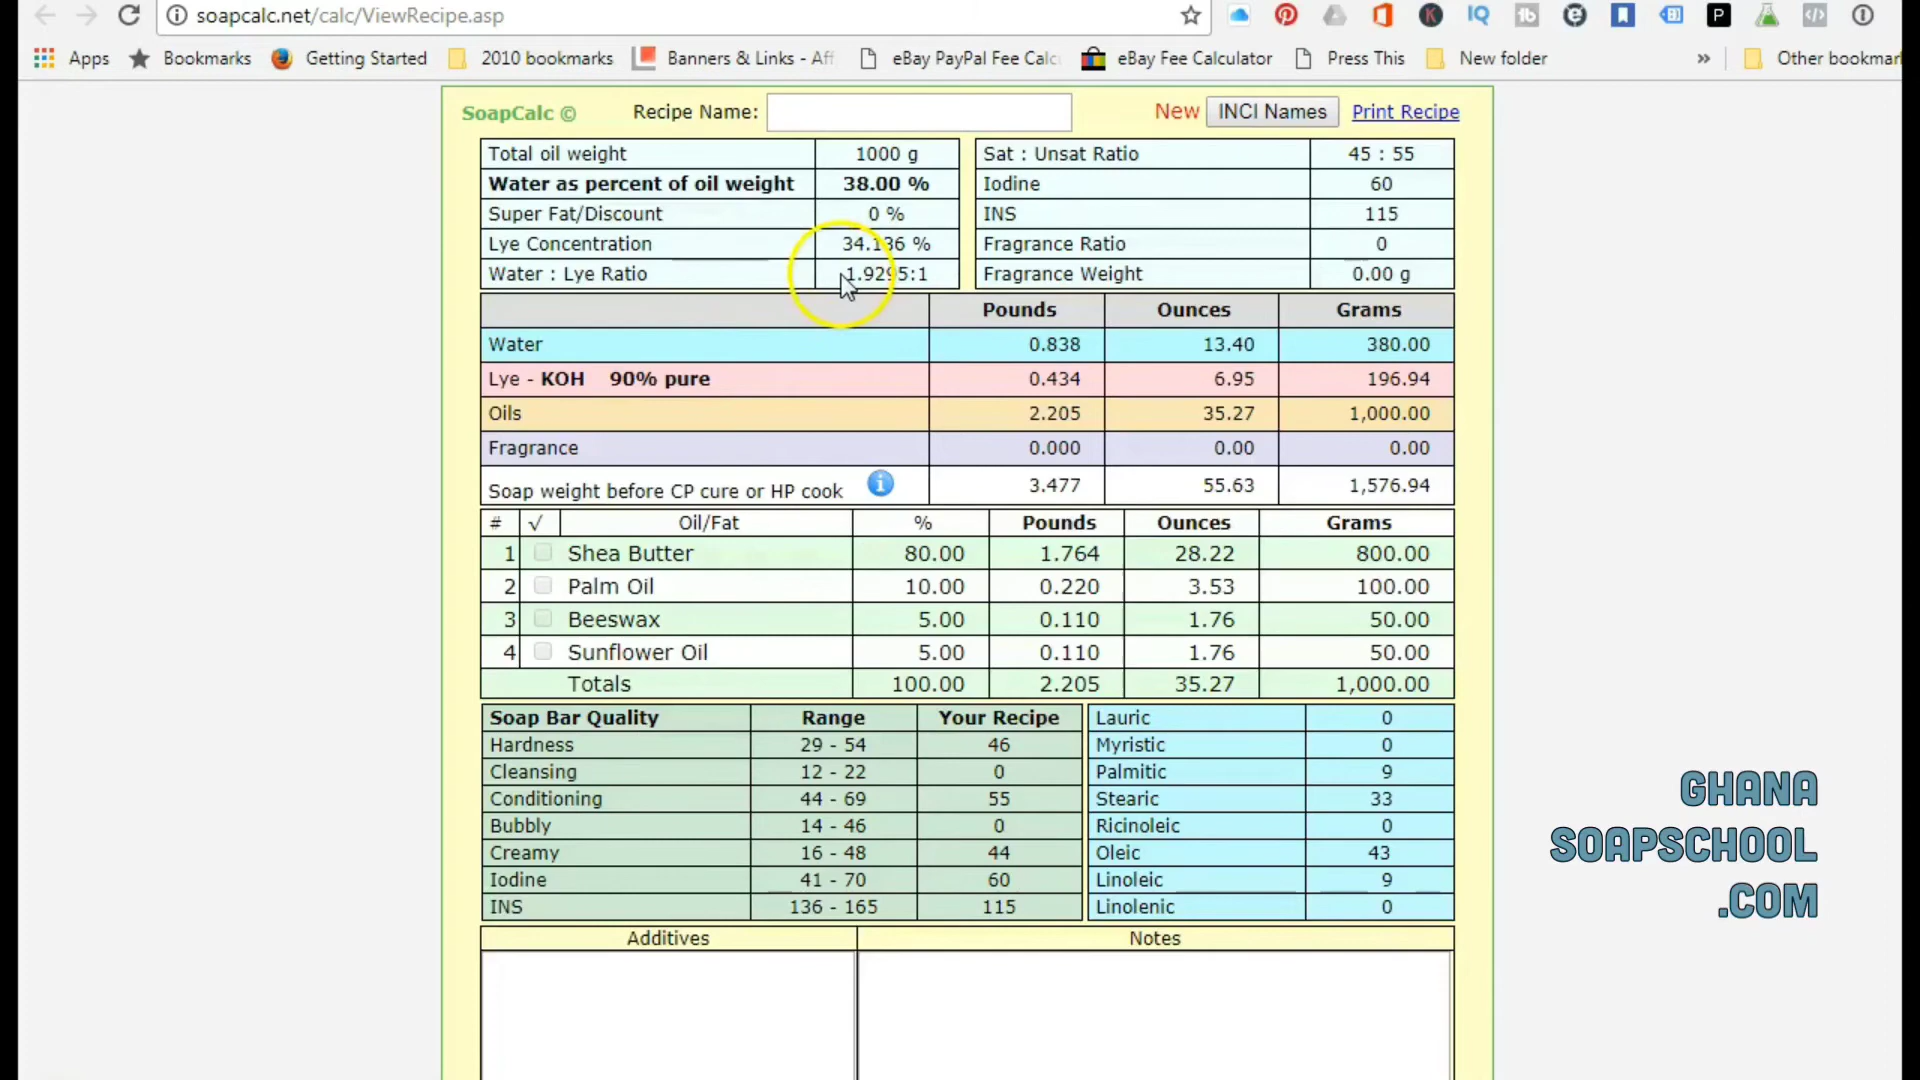 soapcalc.net/calc/ViewRecipe.asp
Apps Bookmarks Getting Started 2010 bookmarks Banners & Links - Aff eBay PayPal Fee Calc eBay Fee Calculator Press This New folder » Other bookmar
SoapCalc © Recipe Name: New INCI Names Print Recipe
Total oil weight 1000 g Sat : Unsat Ratio 45 : 55
Water as percent of oil weight 38.00 % Iodine 60
Super Fat/Discount 0 % INS 115
Lye Concentration 34.136 % Fragrance Ratio 0
Water : Lye Ratio 1.9295:1 Fragrance Weight 0.00 g
Pounds Ounces Grams
Water 0.838 13.40 380.00
Lye - KOH 90% pure 0.434 6.95 196.94
Oils 2.205 35.27 1,000.00
Fragrance 0.000 0.00 0.00
Soap weight before CP cure or HP cook 3.477 55.63 1,576.94
# √ Oil/Fat % Pounds Ounces Grams
1 Shea Butter 80.00 1.764 28.22 800.00
2 Palm Oil 10.00 0.220 3.53 100.00
3 Beeswax 5.00 0.110 1.76 50.00
4 Sunflower Oil 5.00 0.110 1.76 50.00
Totals 100.00 2.205 35.27 1,000.00
Soap Bar Quality Range Your Recipe Lauric 0
Hardness 29 - 54 46 Myristic 0
Cleansing 12 - 22 0 Palmitic 9
Conditioning 44 - 69 55 Stearic 33
Bubbly 14 - 46 0 Ricinoleic 0
Creamy 16 - 48 44 Oleic 43
Iodine 41 - 70 60 Linoleic 9
INS 136 - 165 115 Linolenic 0
Additives Notes
GHANA
SOAPSCHOOL
.COM